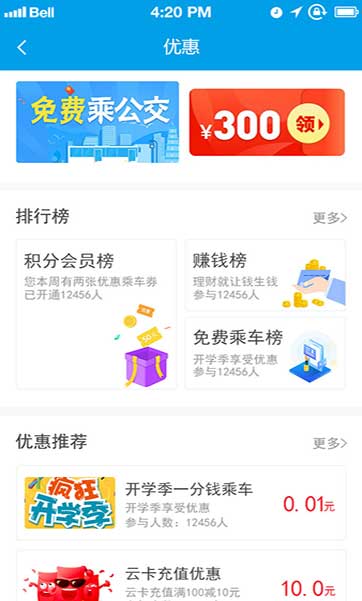 Bell
4:20 PM
优惠
免费乘公交
¥300
领
排行榜
更多>
积分会员榜
您本周有两张优惠乘车券
已开通12456人
赚钱榜
理财就让钱生钱
参与12456人
免费乘车榜
开学季享受优惠
参与12456人
优惠推荐
更多>
疯狂
开学季
开学季一分钱乘车
开学季享受优惠
参与人数：12456人
0.01元
云卡充值优惠
云卡充值满100减10元
10.0元